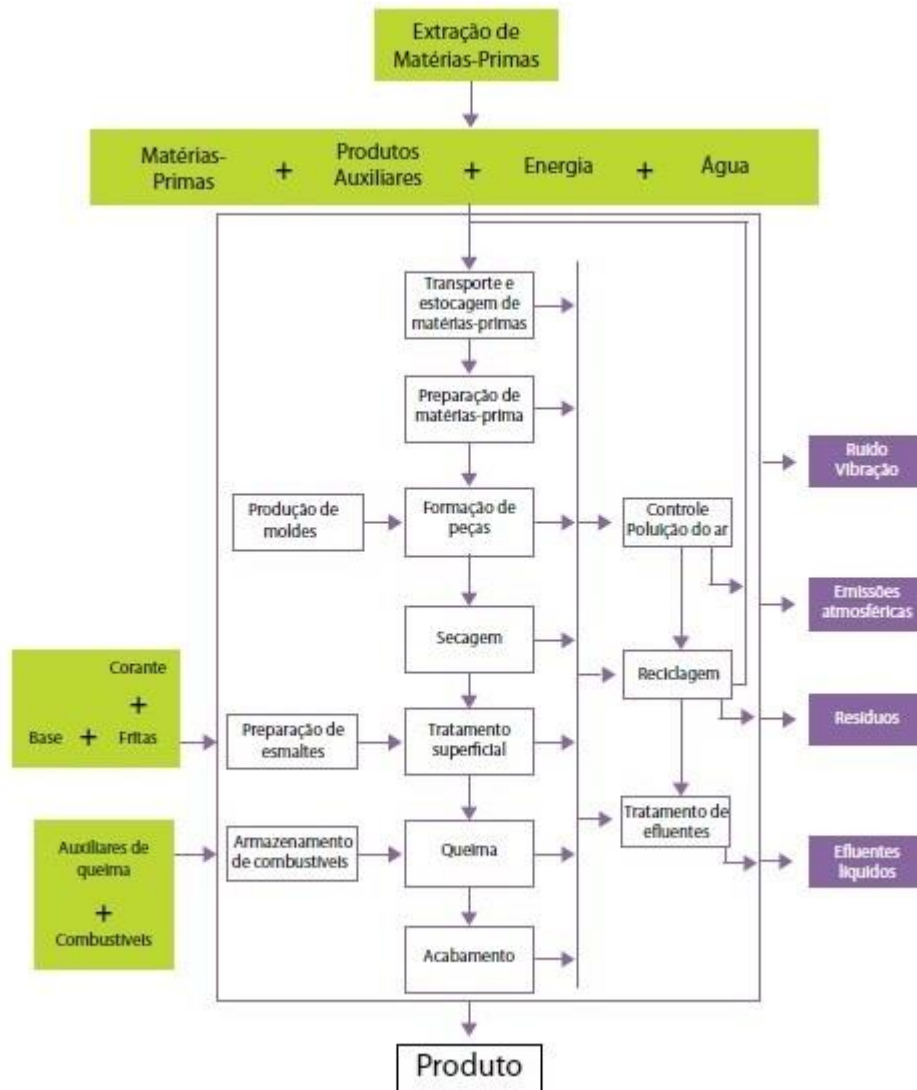 Extração de
Matérias-Primas
Matérias-
Primas
+
Produtos
Auxiliares
+
Energia
+
Água
Transporte e
estocagem de
matérias-primas
Preparação de
matérias-prima
Produção de
moldes
Formação de
peças
Controle
Poluição do ar
Ruido
Vibração
Emissões
atmosféricas
Secagem
Reciclagem
Resíduos
Corante
+
Base + Fritas
Preparação de
esmaltes
Tratamento
superficial
Tratamento de
efluentes
Auxiliares de
queima
+
Combustíveis
Armazenamento
de combustíveis
Queima
Efluentes
líquidos
Acabamento
Produto